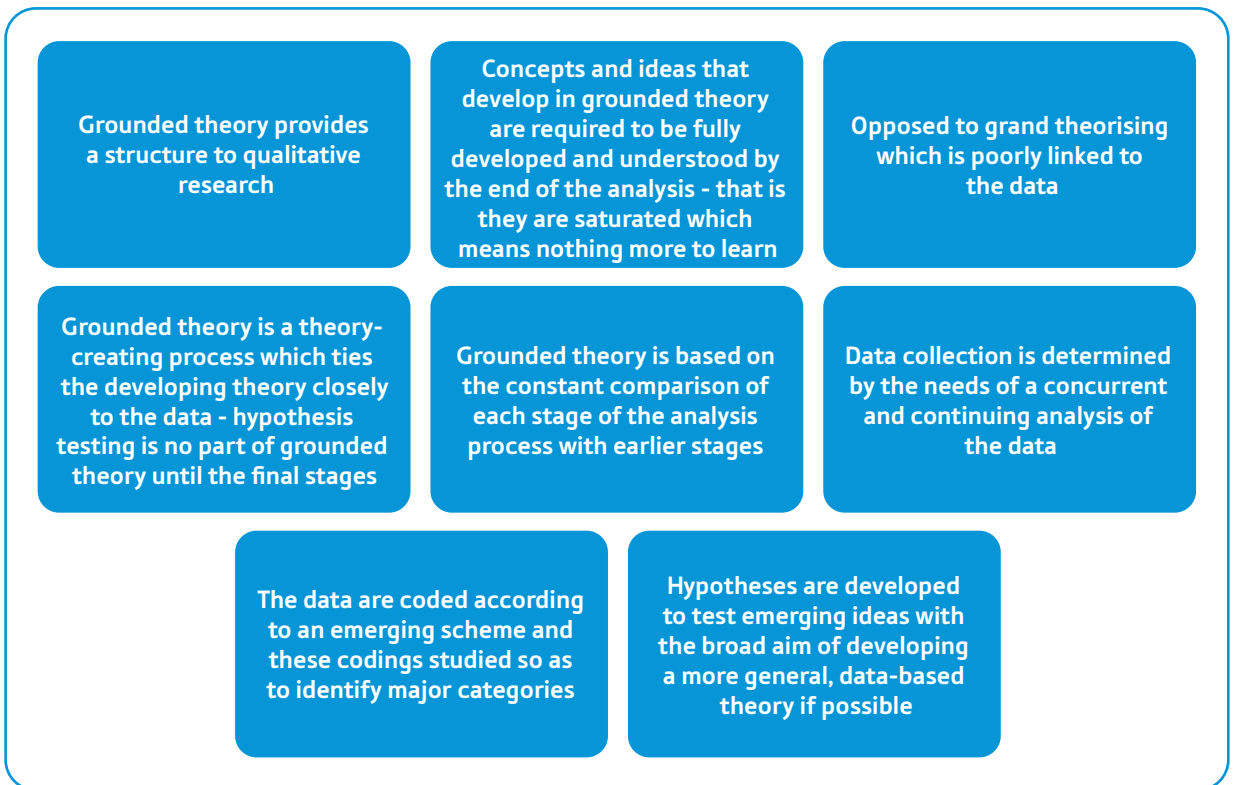 Grounded theory provides
a structure to qualitative
research
Concepts and ideas that
develop in grounded theory
are required to be fully
developed and understood by
the end of the analysis - that is
they are saturated which
means nothing more to learn
Opposed to grand theorising
which is poorly linked to
the data
Grounded theory is a theory-
creating process which ties
the developing theory closely
to the data - hypothesis
testing is no part of grounded
theory until the final stages
Grounded theory is based on
the constant comparison of
each stage of the analysis
process with earlier stages
Data collection is determined
by the needs of a concurrent
and continuing analysis of
the data
The data are coded according
to an emerging scheme and
these codings studied so as
to identify major categories
Hypotheses are developed
to test emerging ideas with
the broad aim of developing
a more general, data-based
theory if possible